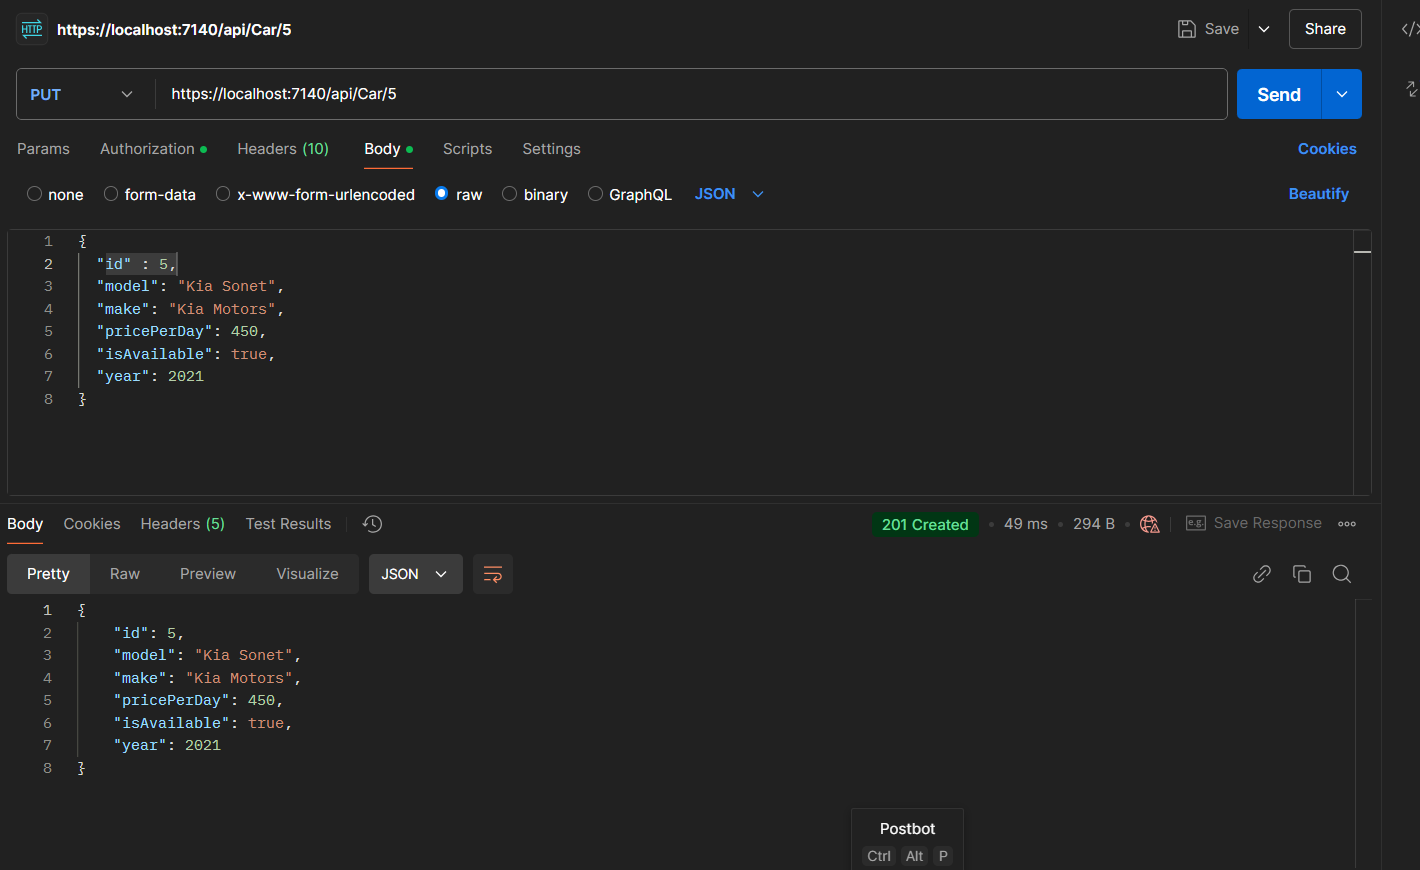 HTTP https://localhost:7140/api/Car/5 Save Share
PUT https://localhost:7140/api/Car/5 Send
Params Authorization Headers (10) Body Scripts Settings Cookies
none form-data x-www-form-urlencoded raw binary GraphQL JSON Beautify
1 {
2 "id" : 5,
3 "model": "Kia Sonet",
4 "make": "Kia Motors",
5 "pricePerDay": 450,
6 "isAvailable": true,
7 "year": 2021
8 }
Body Cookies Headers (5) Test Results 201 Created • 49 ms • 294 B • e.g. Save Response
Pretty Raw Preview Visualize JSON
1 {
2 "id": 5,
3 "model": "Kia Sonet",
4 "make": "Kia Motors",
5 "pricePerDay": 450,
6 "isAvailable": true,
7 "year": 2021
8 }
Postbot
Ctrl Alt P